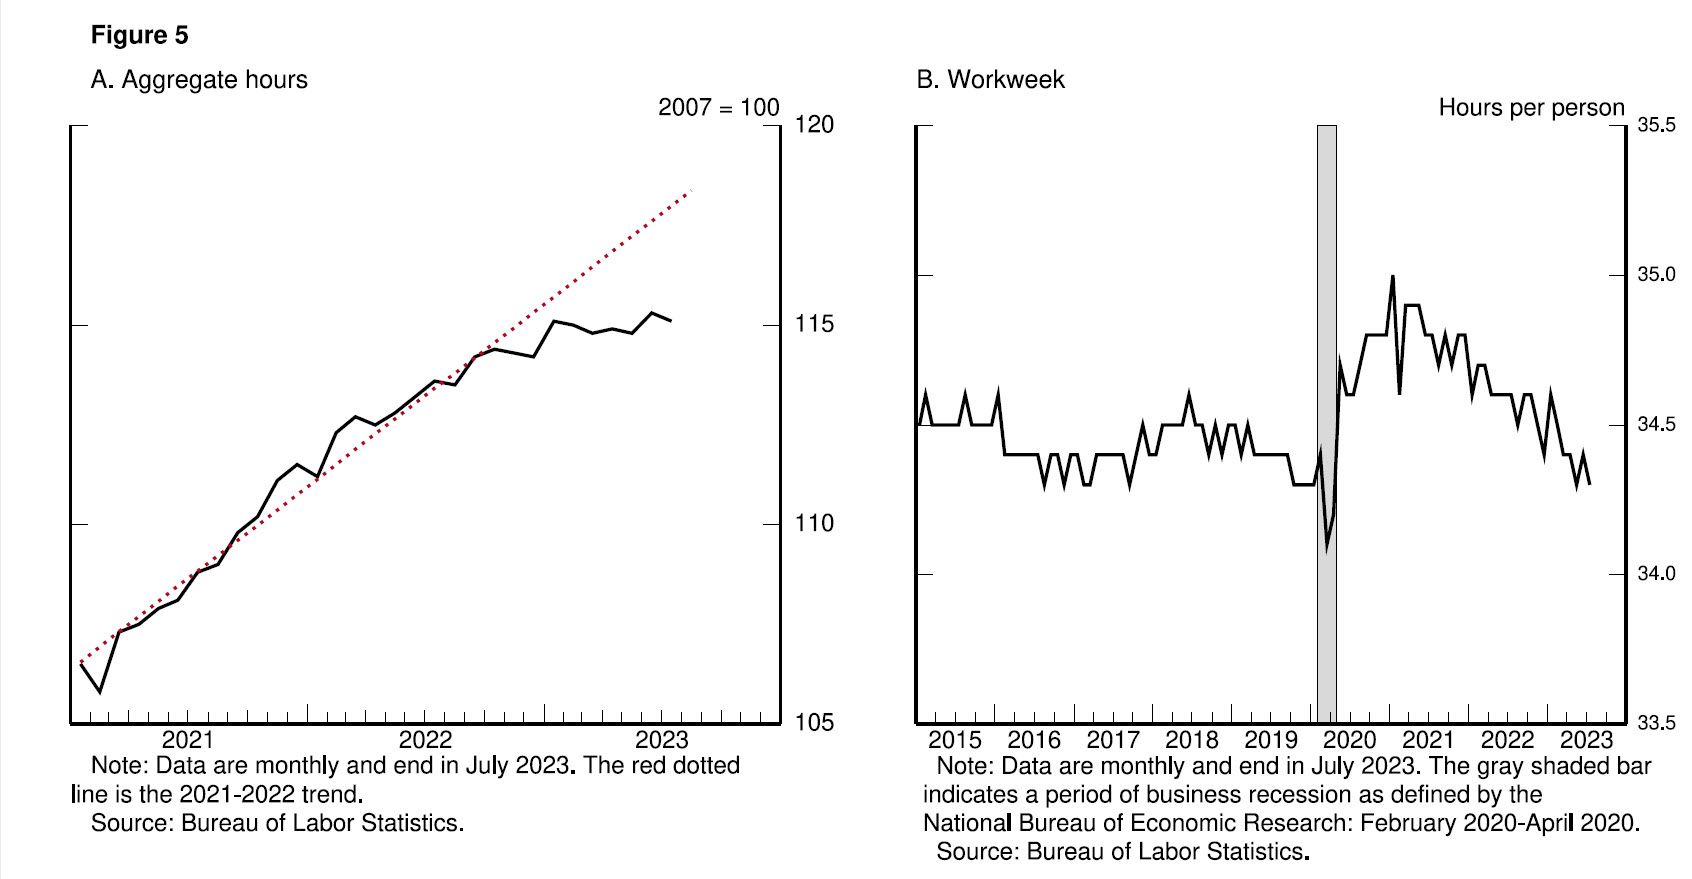 Figure 5
A. Aggregate hours
2007 = 100
120
115
110
105
2021 2022 2023
Note: Data are monthly and end in July 2023. The red dotted
line is the 2021-2022 trend.
Source: Bureau of Labor Statistics.
B. Workweek
Hours per person
35.5
35.0
34.5
34.0
33.5
2015 2016 2017 2018 2019 2020 2021 2022 2023
Note: Data are monthly and end in July 2023. The gray shaded bar
indicates a period of business recession as defined by the
National Bureau of Economic Research: February 2020-April 2020.
Source: Bureau of Labor Statistics.